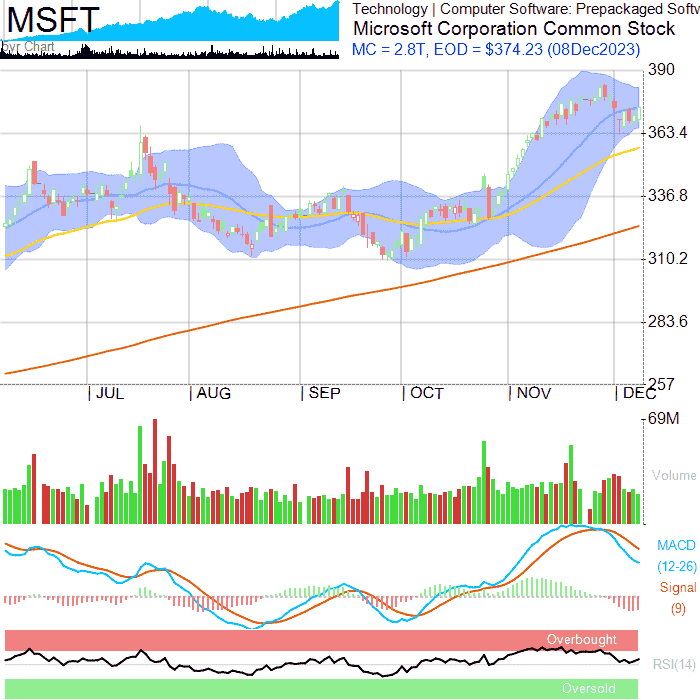 MSFT
5yr Chart
Technology | Computer Software: Prepackaged Softw
Microsoft Corporation Common Stock
MC = 2.8T, EOD = $374.23 (08Dec2023)
390
363.4
336.8
310.2
283.6
257
JUL
AUG
SEP
OCT
NOV
DEC
69M
Volume
MACD
(12-26)
Signal
(9)
Overbought
RSI(14)
Oversold